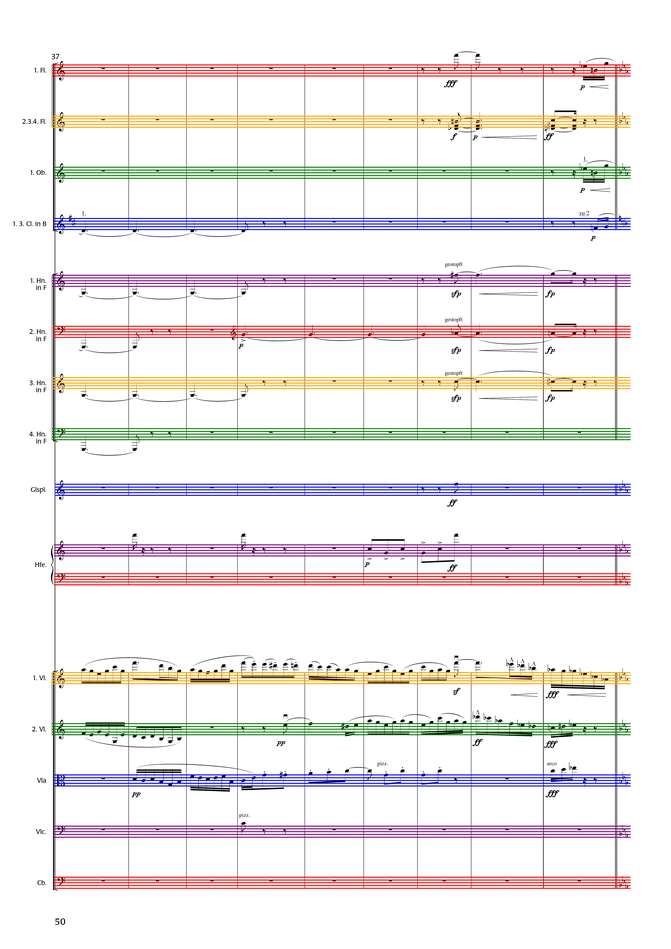 37
1. Fl.
fff
p
2.3.4. Fl.
f p
ff
1. Ob.
1.
p
1. 3. Cl. in B
1.
zu 2
p
1. Hn.
in F
gestopft
sfp
fp
2. Hn.
in F
p
gestopft
sfp
fp
3. Hn.
in F
gestopft
sfp
fp
4. Hn.
in F
Glspl.
ff
Hfe.
p
ff
1. Vl.
sf
fff
2. Vl.
pp
ff
fff
Vla
pp
pizz.
arco
fff
Vlc.
pizz.
Cb.
50